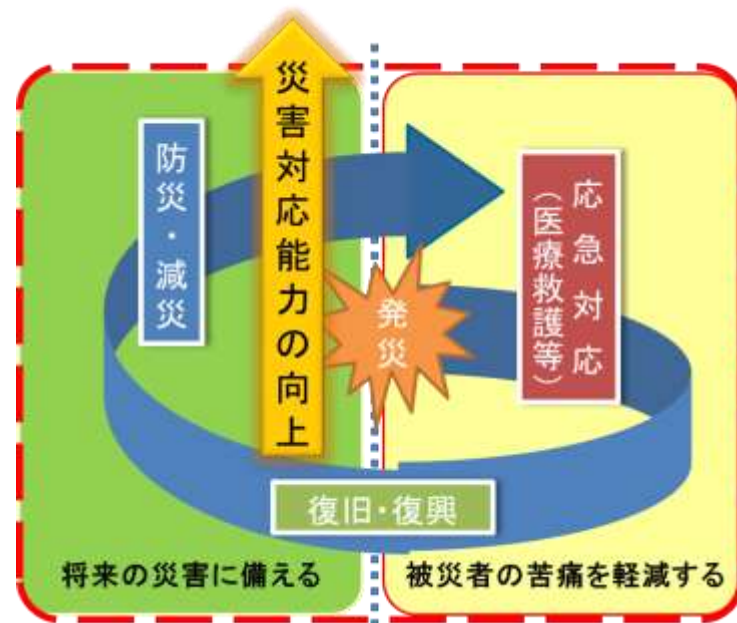 災害対応能力の向上
防災・減災
発災
応急対応
（医療救護等）
復旧・復興
将来の災害に備える
被災者の苦痛を軽減する